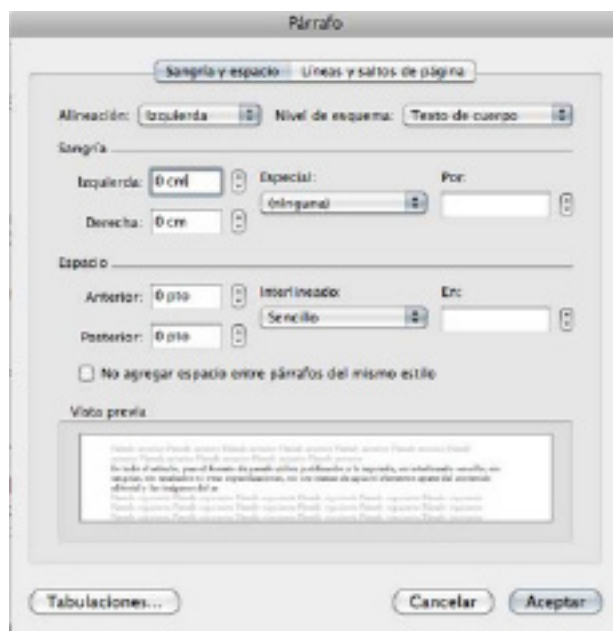 Párrafo
Sangría y espacio Líneas y saltos de página
Alineación: Izquierda Nivel de esquema: Texto de cuerpo
Sangría
Izquierda: 0 cm Especial: Por:
(ninguna)
Derecha: 0 cm
Espacio
Anterior: 0 pto Interlineado: En:
Sencillo
Posterior: 0 pto
No agregar espacio entre párrafos del mismo estilo
Vista previa
Tabulaciones... Cancelar Aceptar